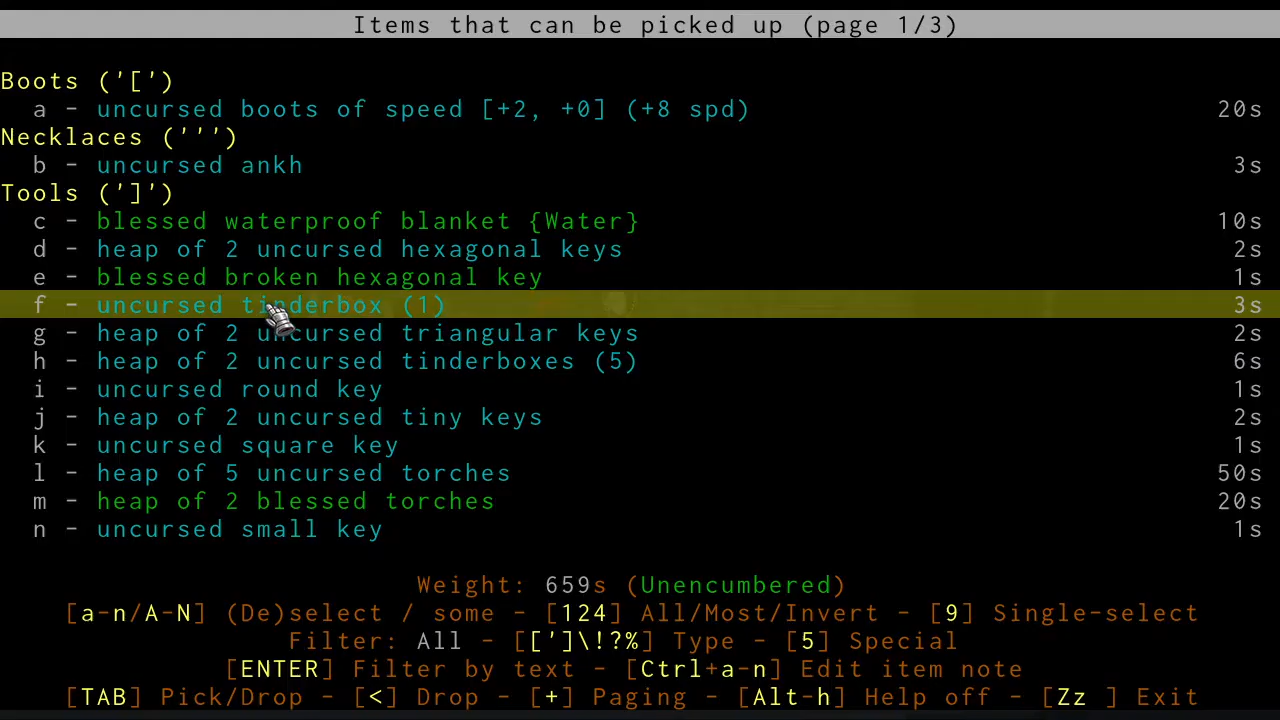 Items that can be picked up (page 1/3)
Boots ('[')
a - uncursed boots of speed [+2, +0] (+8 spd) 20s
Necklaces (''')
b - uncursed ankh 3s
Tools (']')
c - blessed waterproof blanket {Water} 10s
d - heap of 2 uncursed hexagonal keys 2s
e - blessed broken hexagonal key 1s
f - uncursed tinderbox (1) 3s
g - heap of 2 uncursed triangular keys 2s
h - heap of 2 uncursed tinderboxes (5) 6s
i - uncursed round key 1s
j - heap of 2 uncursed tiny keys 2s
k - uncursed square key 1s
l - heap of 5 uncursed torches 50s
m - heap of 2 blessed torches 20s
n - uncursed small key 1s
Weight: 659s (Unencumbered)
[a-n/A-N] (De)select / some - [124] All/Most/Invert - [9] Single-select
Filter: All - [[']\!?%] Type - [5] Special
[ENTER] Filter by text - [Ctrl+a-n] Edit item note
[TAB] Pick/Drop - [<] Drop - [+] Paging - [Alt-h] Help off - [Zz ] Exit